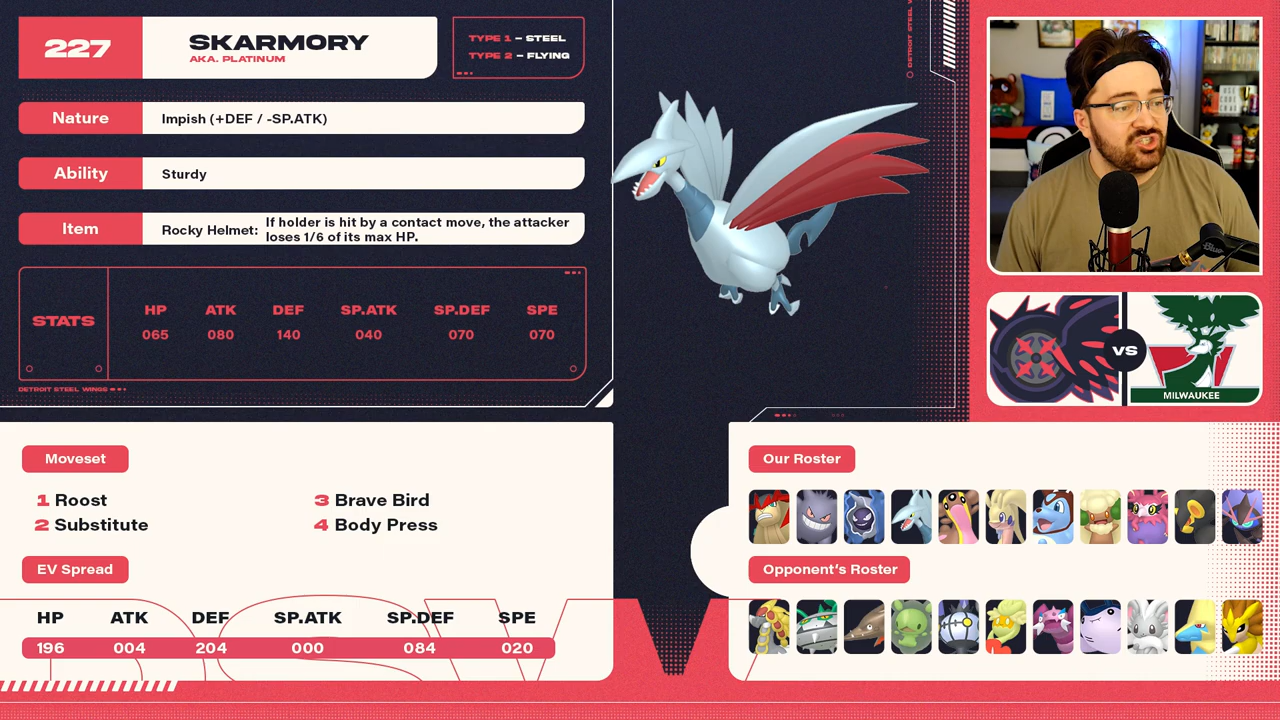 227
SKARMORY
AKA. PLATINUM
TYPE 1 – STEEL
TYPE 2 – FLYING
Nature
Impish (+DEF / -SP.ATK)
Ability
Sturdy
Item
Rocky Helmet: If holder is hit by a contact move, the attacker
loses 1/6 of its max HP.
STATS
HP ATK DEF SP.ATK SP.DEF SPE
065 080 140 040 070 070
DETROIT STEEL WINGS
DETROIT STEEL W
VS
MILWAUKEE
Moveset
1 Roost
2 Substitute
3 Brave Bird
4 Body Press
EV Spread
HP ATK DEF SP.ATK SP.DEF SPE
196 004 204 000 084 020
Our Roster
Opponent's Roster